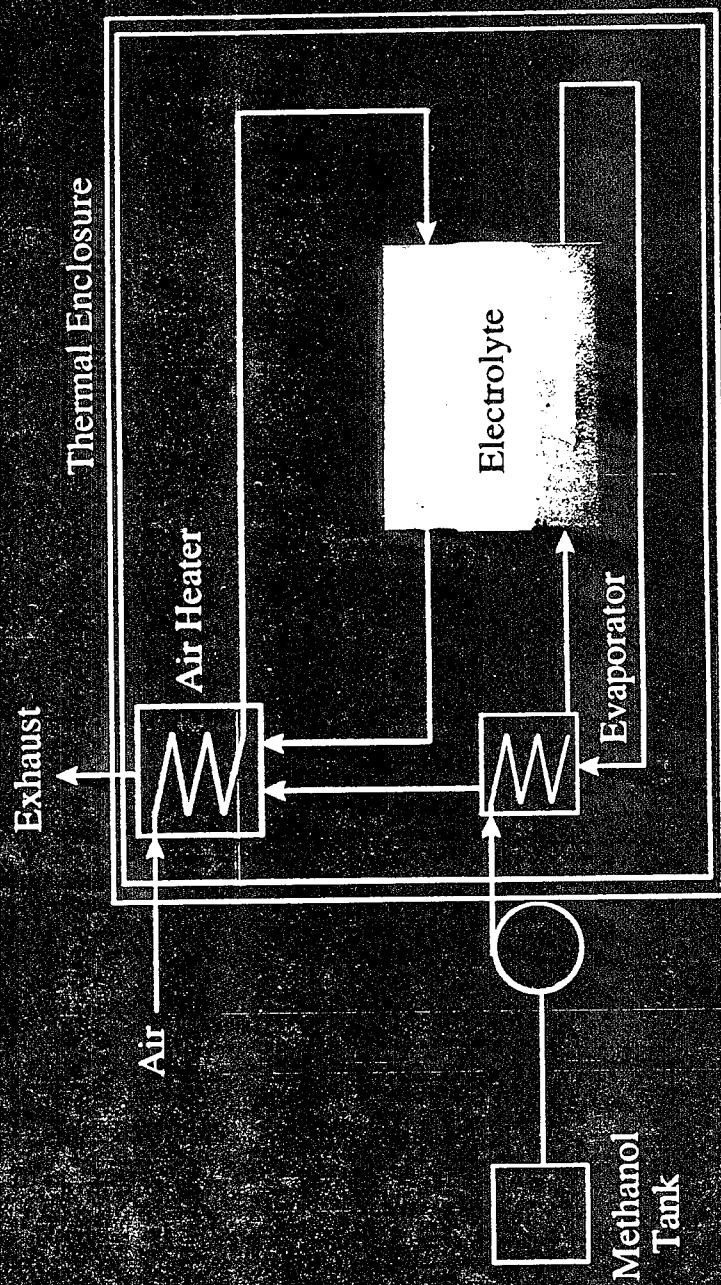 Thermal Enclosure
Exhaust
Air Heater
Air
Electrolyte
Evaporator
Methanol
Tank